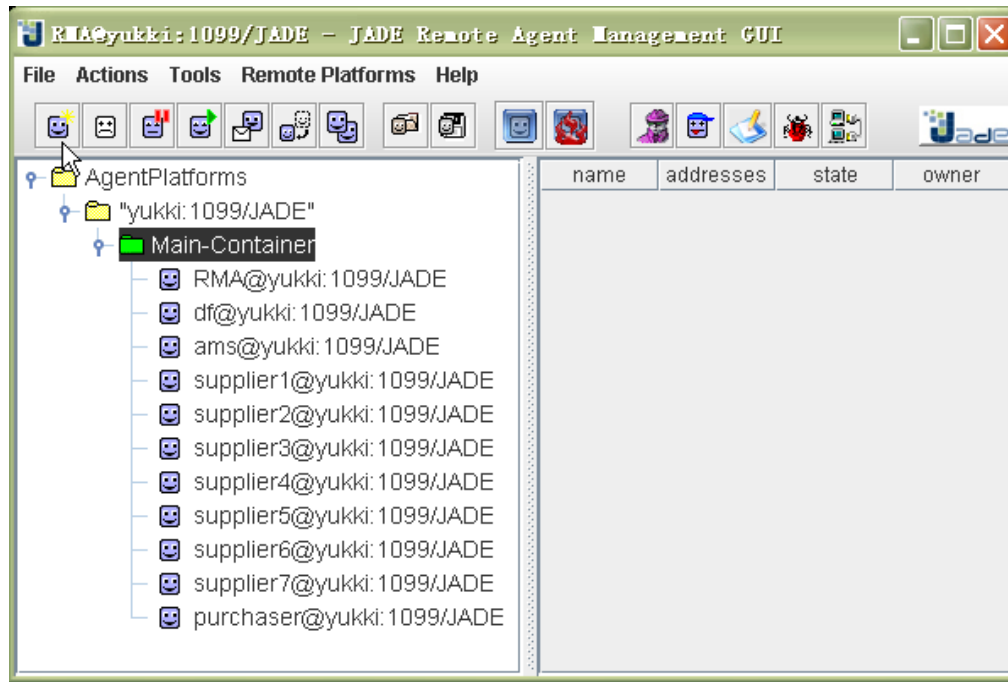 RMA@yukki:1099/JADE - JADE Remote Agent Management GUI
File Actions Tools Remote Platforms Help
Jade
AgentPlatforms
"yukki:1099/JADE"
Main-Container
RMA@yukki:1099/JADE
df@yukki:1099/JADE
ams@yukki:1099/JADE
supplier1@yukki:1099/JADE
supplier2@yukki:1099/JADE
supplier3@yukki:1099/JADE
supplier4@yukki:1099/JADE
supplier5@yukki:1099/JADE
supplier6@yukki:1099/JADE
supplier7@yukki:1099/JADE
purchaser@yukki:1099/JADE
name addresses state owner